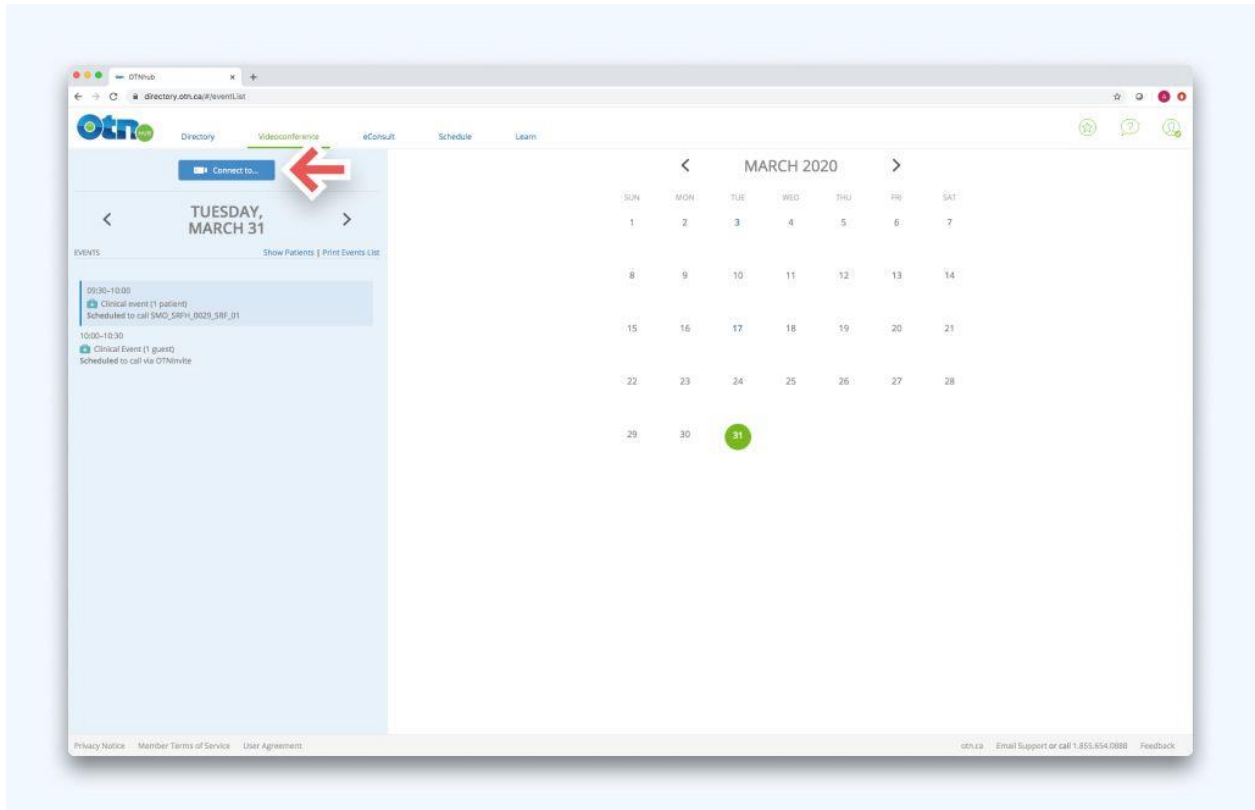 OTNhub
directory.otn.ca/#/eventList
otn HUB
Directory Videoconference eConsult Schedule Learn
Connect to...
TUESDAY,
MARCH 31
EVENTS Show Patients | Print Events List
09:30–10:00
Clinical event (1 patient)
Scheduled to call SMO_SRFH_0029_SRF_01
10:00–10:30
Clinical Event (1 guest)
Scheduled to call via OTNInvite
MARCH 2020
SUN MON TUE WED THU FRI SAT
1 2 3 4 5 6 7
8 9 10 11 12 13 14
15 16 17 18 19 20 21
22 23 24 25 26 27 28
29 30 31
Privacy Notice Member Terms of Service User Agreement otn.ca Email Support or call 1.855.654.0888 Feedback